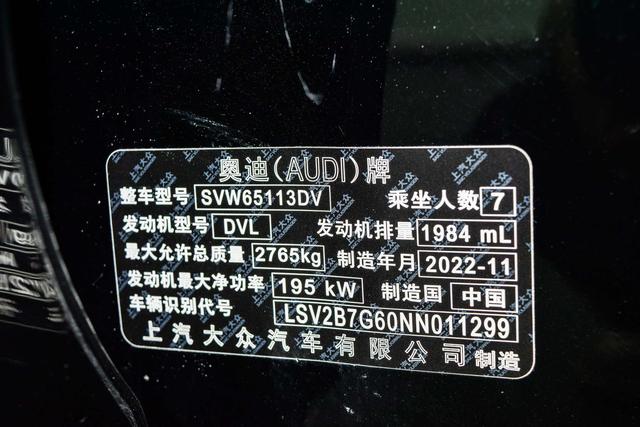 奥迪(AUDI)牌
整车型号 SVW65113DV 乘坐人数 7
发动机型号 DVL 发动机排量 1984 mL
最大允许总质量 2765kg 制造年月 2022-11
发动机最大净功率 195 kW 制造国 中国
车辆识别代号 LSV2B7G60NN011299
上汽大众汽车有限公司 制造